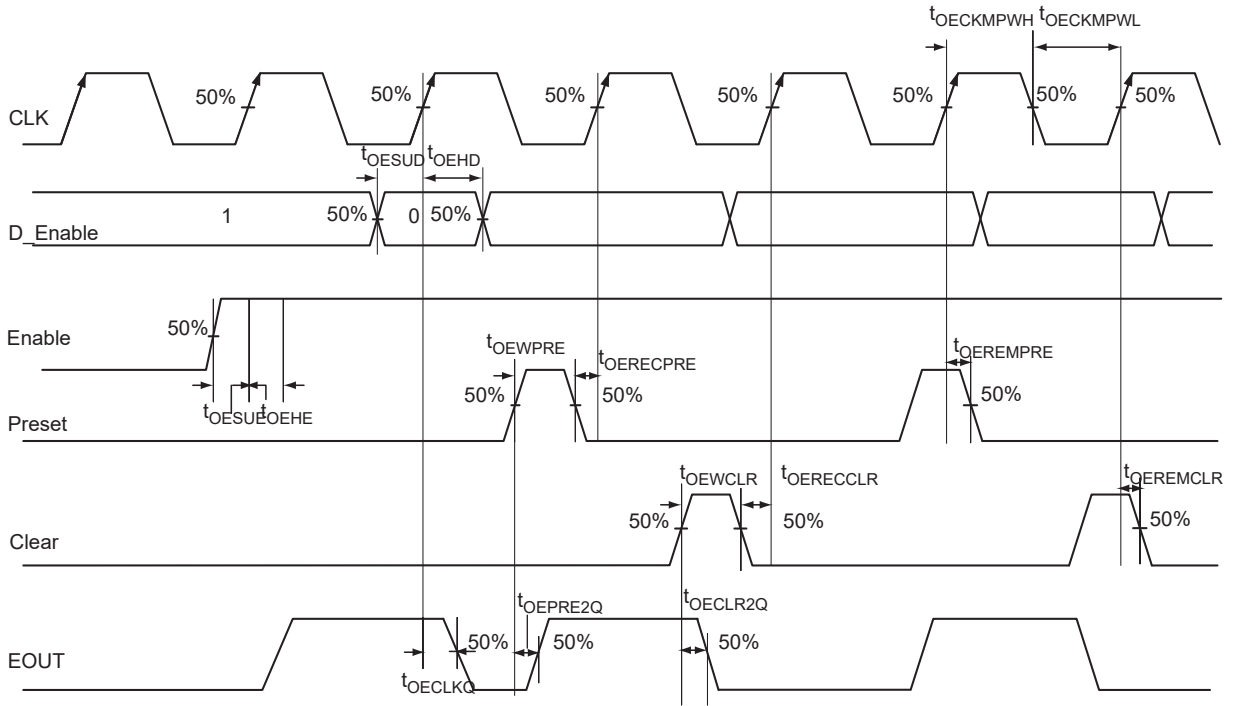 tOECKMPWH tOECKMPWL
CLK
50% 50% 50% 50% 50% 50% 50%
tOESUD tOEHD
D_Enable
1 50% 0 50%
Enable
50%
tOESUE tOEHE
tOEWPRE tOERECPRE tOEREMPRE
Preset
50% 50% 50%
tOEWCLR tOERECCLR tOEREMCLR
Clear
50% 50% 50%
tOEPRE2Q tOECLR2Q
EOUT
50% 50% 50%
tOECLKQ